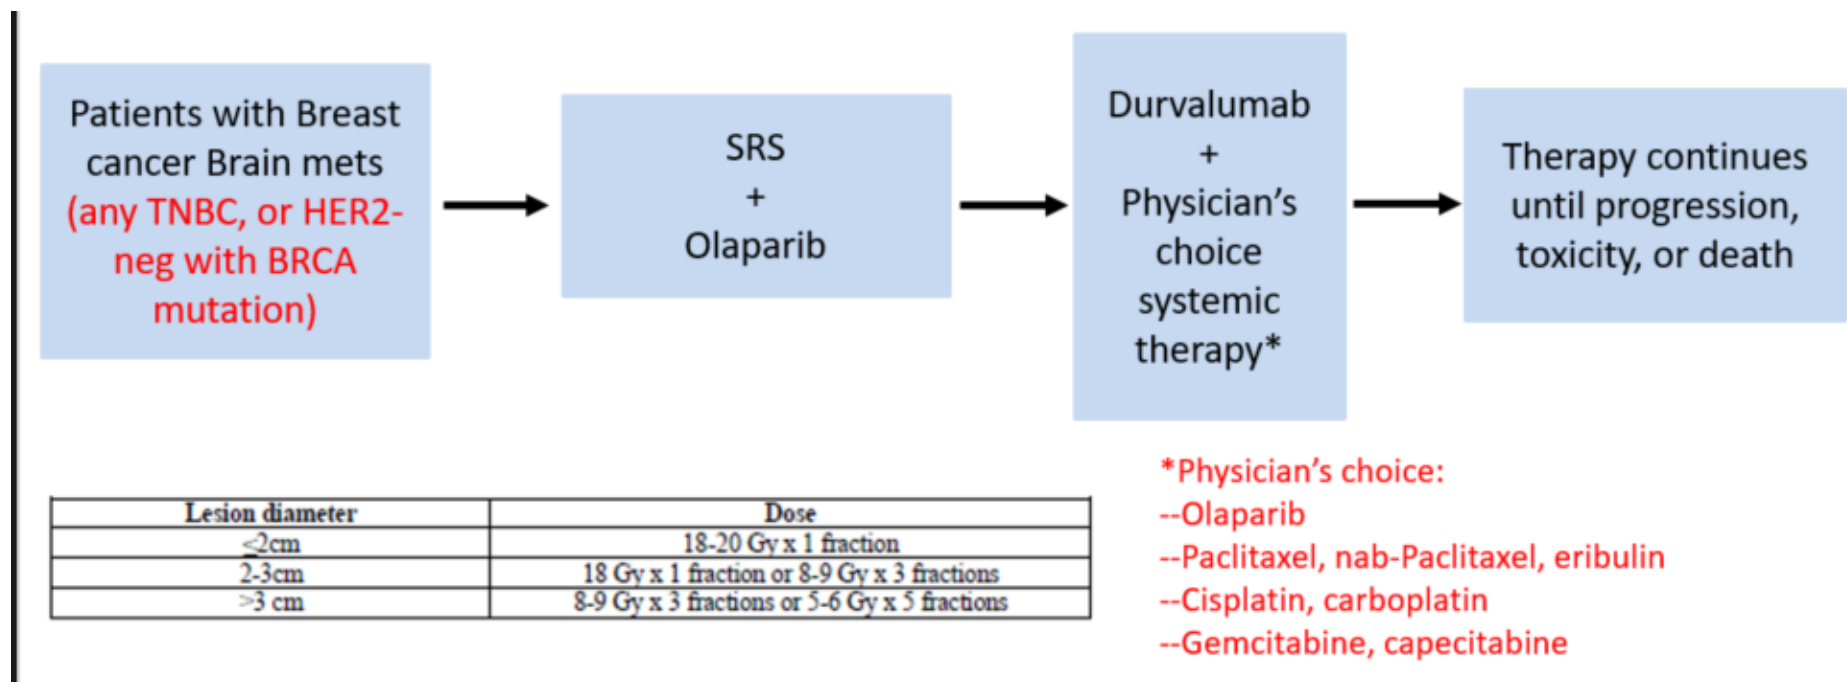 Patients with Breast
cancer Brain mets
(any TNBC, or HER2-
neg with BRCA
mutation)
SRS
+
Olaparib
Durvalumab
+
Physician's
choice
systemic
therapy*
Therapy continues
until progression,
toxicity, or death
Lesion diameter Dose
≤2cm 18-20 Gy x 1 fraction
2-3cm 18 Gy x 1 fraction or 8-9 Gy x 3 fractions
>3 cm 8-9 Gy x 3 fractions or 5-6 Gy x 5 fractions
*Physician's choice:
--Olaparib
--Paclitaxel, nab-Paclitaxel, eribulin
--Cisplatin, carboplatin
--Gemcitabine, capecitabine